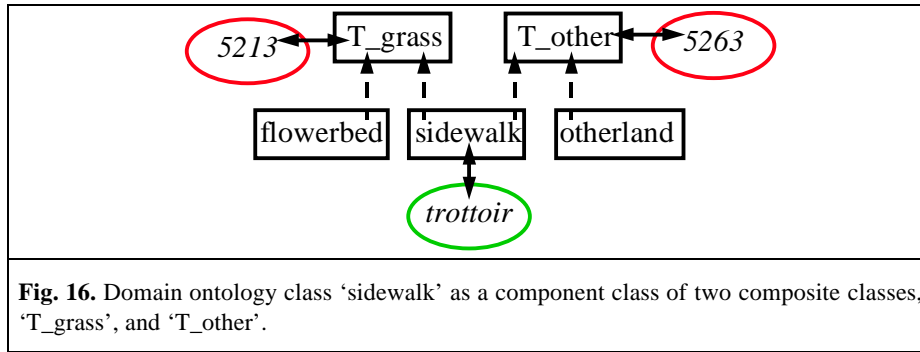 5213 T_grass T_other 5263
flowerbed sidewalk otherland
trottoir
Fig. 16. Domain ontology class ‘sidewalk’ as a component class of two composite classes,
‘T_grass’, and ‘T_other’.